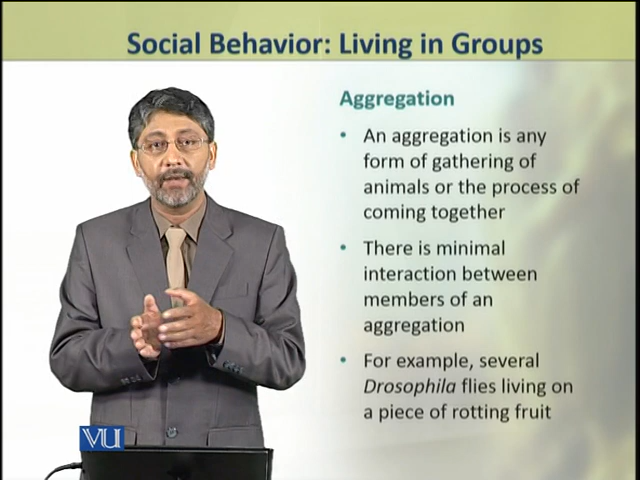 Social Behavior: Living in Groups
Aggregation
• An aggregation is any
form of gathering of
animals or the process of
coming together
• There is minimal
interaction between
members of an
aggregation
• For example, several
Drosophila flies living on
a piece of rotting fruit
VU